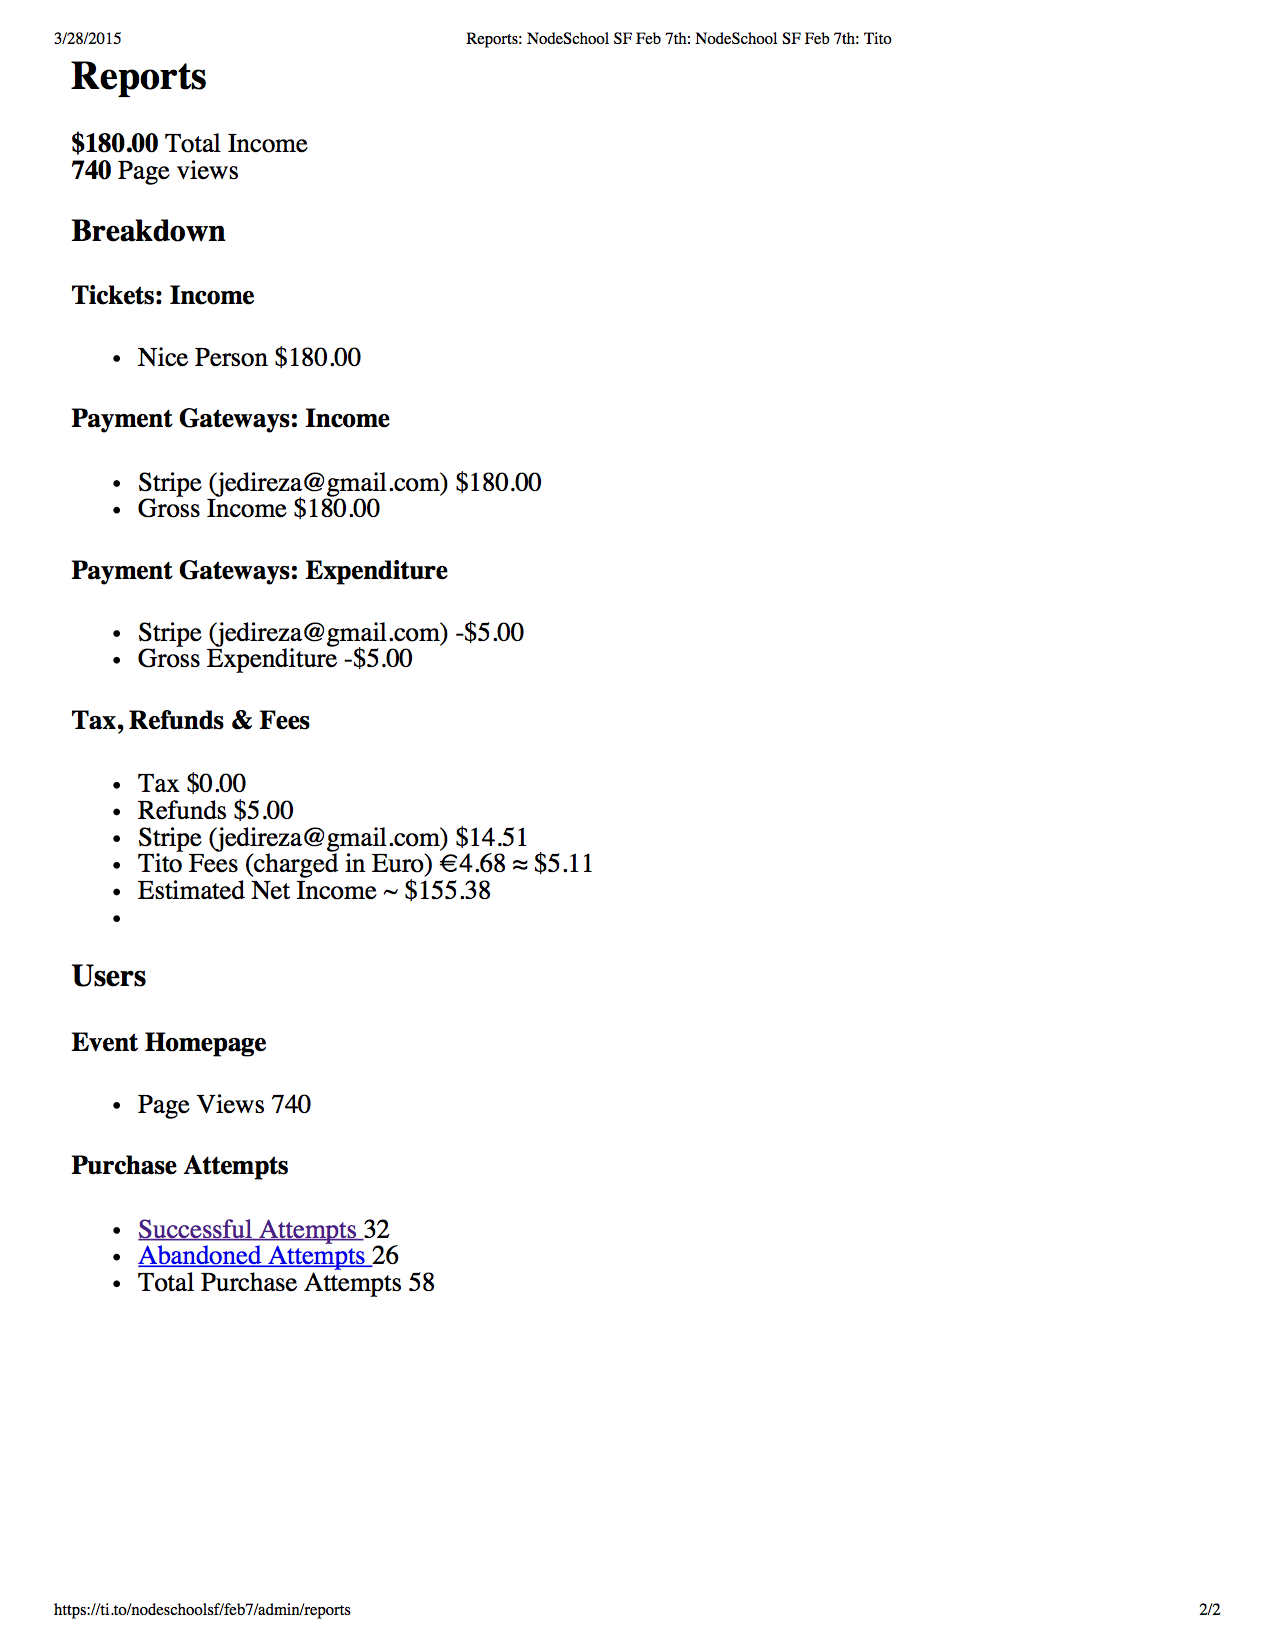 3/28/2015 Reports: NodeSchool SF Feb 7th: NodeSchool SF Feb 7th: Tito
Reports
$180.00 Total Income
740 Page views
Breakdown
Tickets: Income
• Nice Person $180.00
Payment Gateways: Income
• Stripe (jedireza@gmail.com) $180.00
• Gross Income $180.00
Payment Gateways: Expenditure
• Stripe (jedireza@gmail.com) -$5.00
• Gross Expenditure -$5.00
Tax, Refunds & Fees
• Tax $0.00
• Refunds $5.00
• Stripe (jedireza@gmail.com) $14.51
• Tito Fees (charged in Euro) €4.68 ≈ $5.11
• Estimated Net Income ~ $155.38
•
Users
Event Homepage
• Page Views 740
Purchase Attempts
• Successful Attempts 32
• Abandoned Attempts 26
• Total Purchase Attempts 58
https://ti.to/nodeschoolsf/feb7/admin/reports 2/2